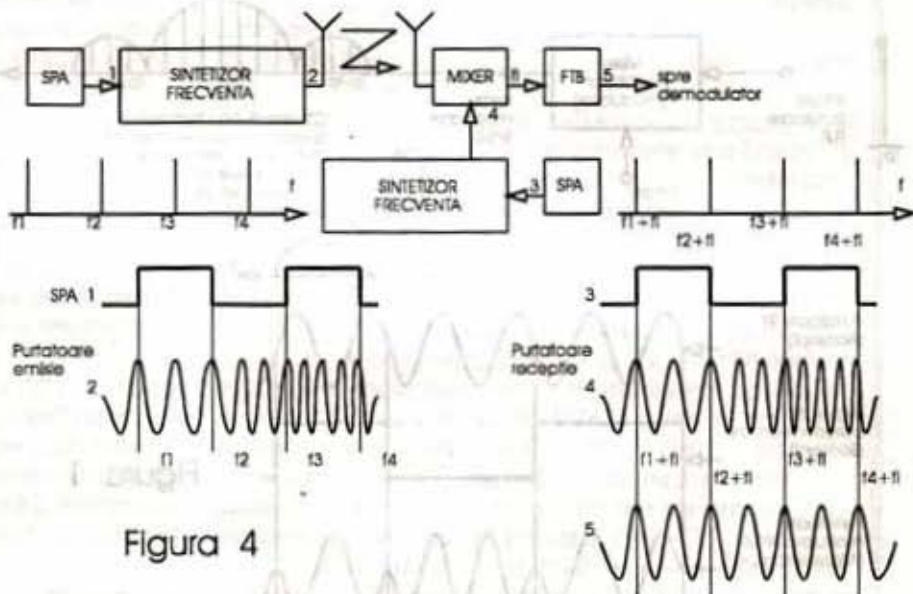 SPA
1
SINTETIZOR
FRECVENTA
2
MIXER
fi
FTB
5
spre
demodulator
4
SINTETIZOR
FRECVENTA
3
SPA
f1
f2
f3
f4
f
f1+fi
f2+fi
f3+fi
f4+fi
f
SPA 1
Purtatoare
emisie
2
f1
f2
f3
f4
3
Purtatoare
receptie
4
f1+fi
f2+fi
f3+fi
f4+fi
5
Figura 4